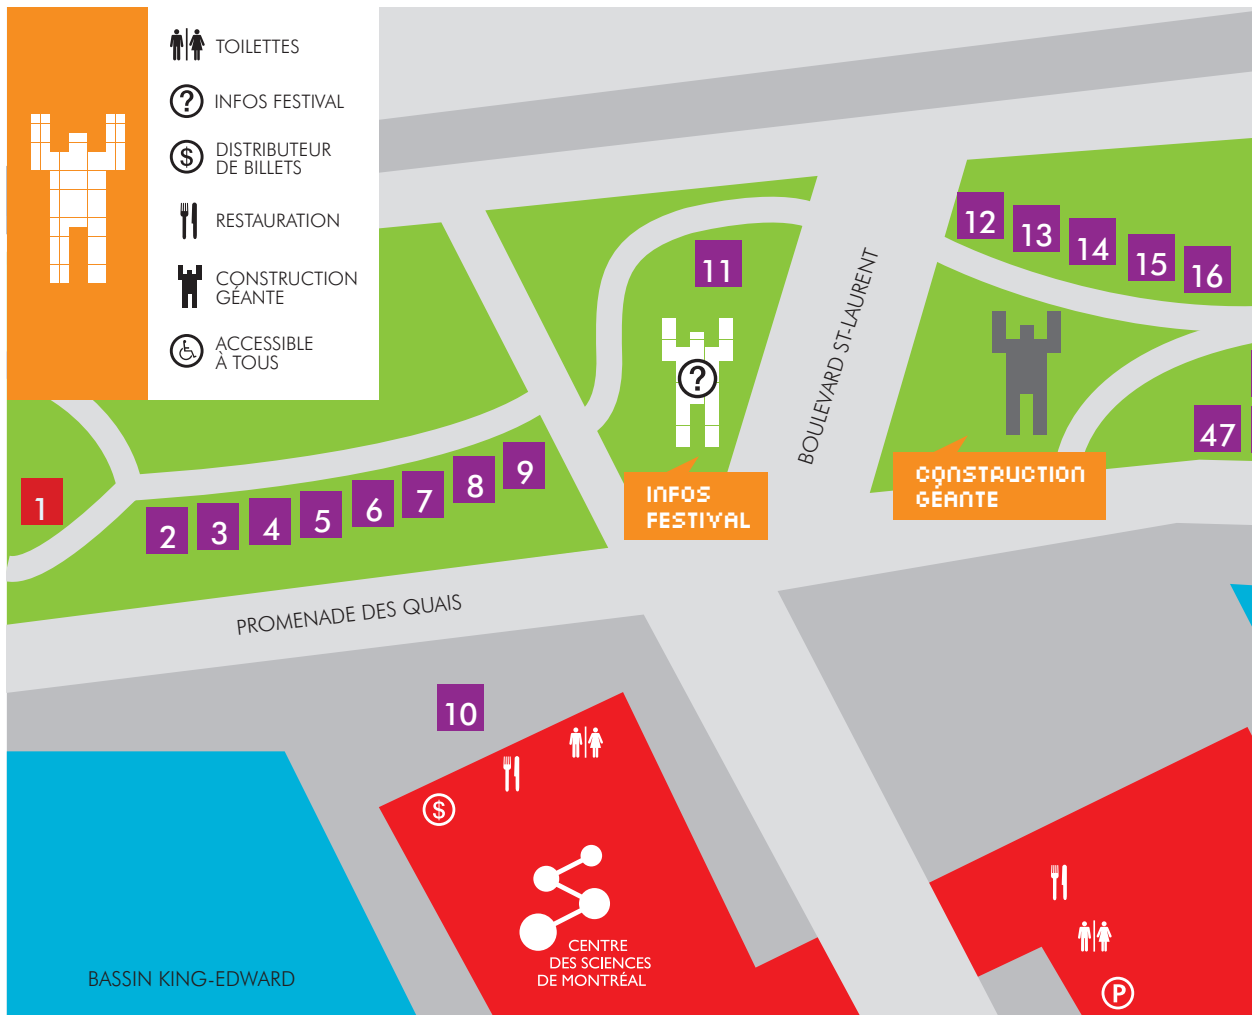 TOILETTES
?
INFOS FESTIVAL
$
DISTRIBUTEUR
DE BILLETS
RESTAURATION
CONSTRUCTION
GÉANTE
ACCESSIBLE
À TOUS
12
13
14
15
16
11
BOULEVARD ST-LAURENT
?
47
1
2
3
4
5
6
7
8
9
INFOS
FESTIVAL
CONSTRUCTION
GÉANTE
PROMENADE DES QUAIS
10
$
CENTRE
DES SCIENCES
DE MONTRÉAL
BASSIN KING-EDWARD
P